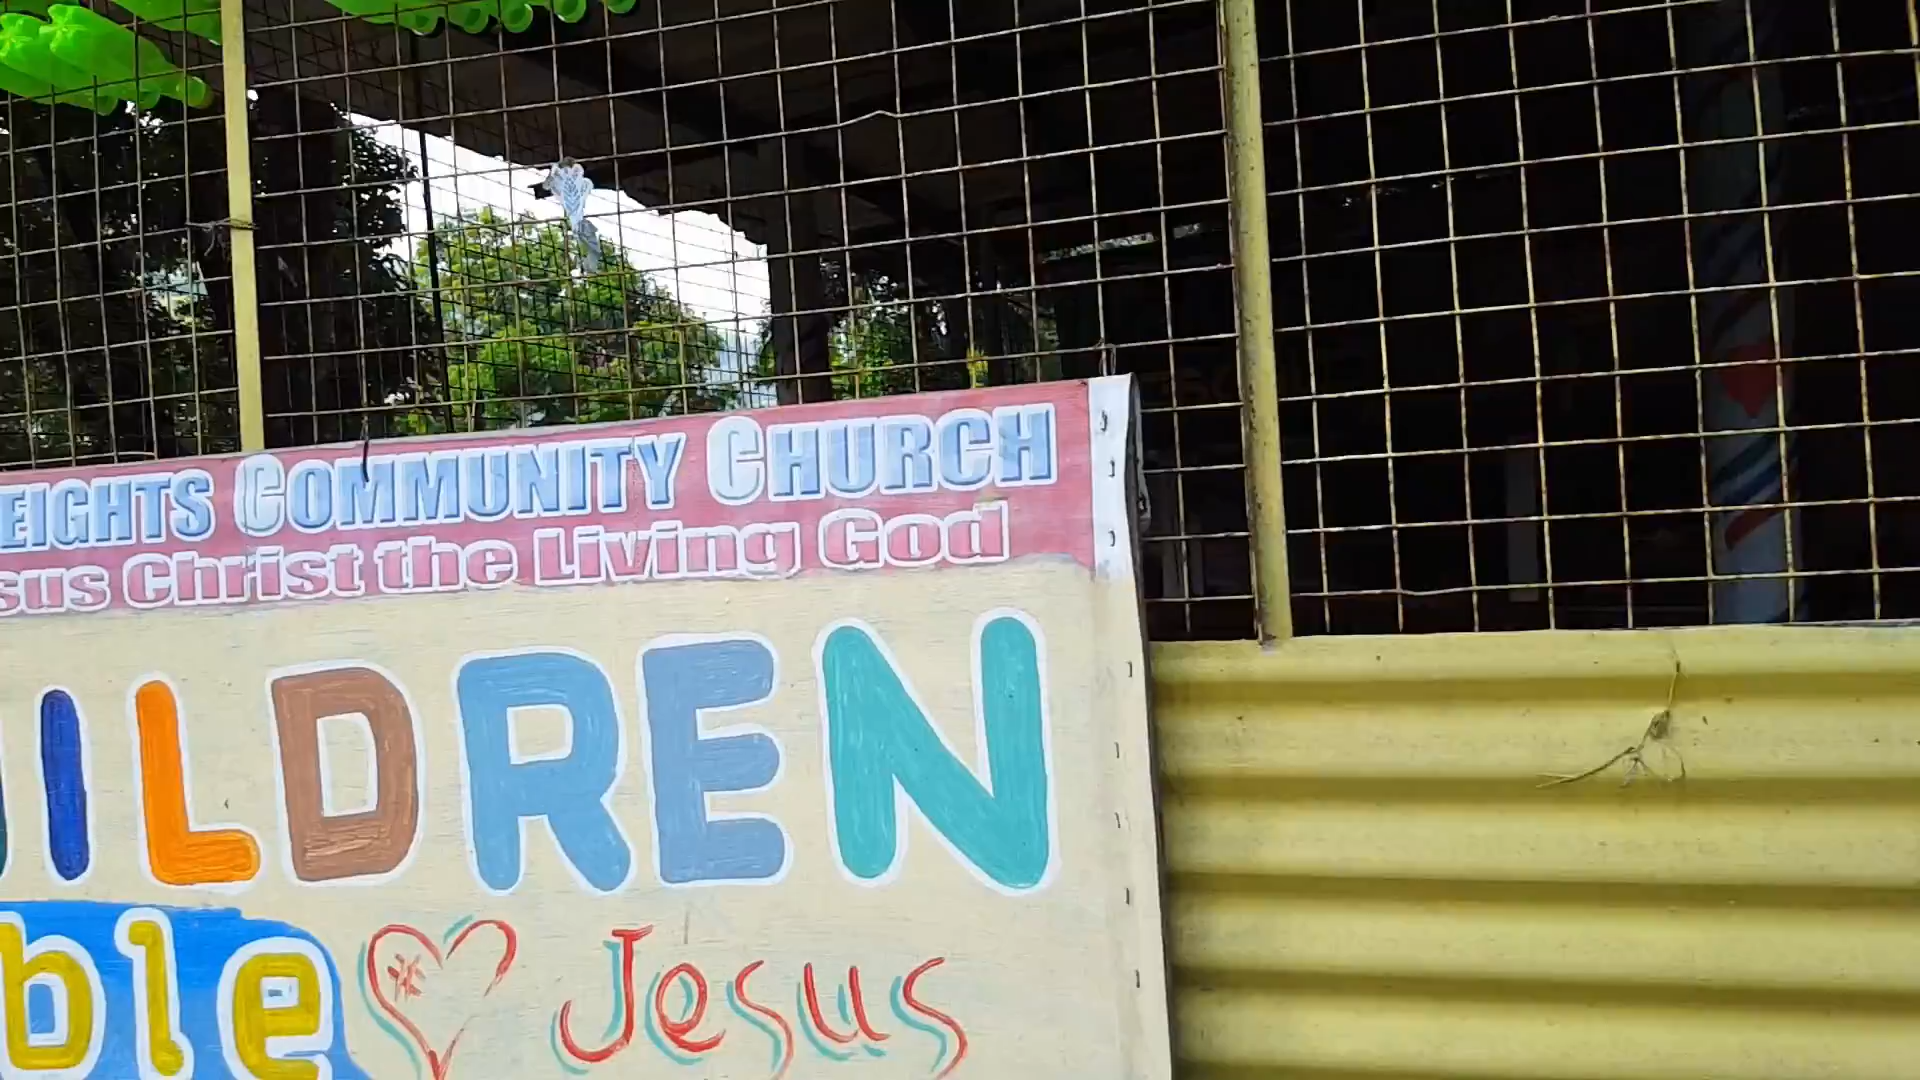 EIGHTS COMMUNITY CHURCH
sus Christ the Living God
ILDREN
ble Jesus